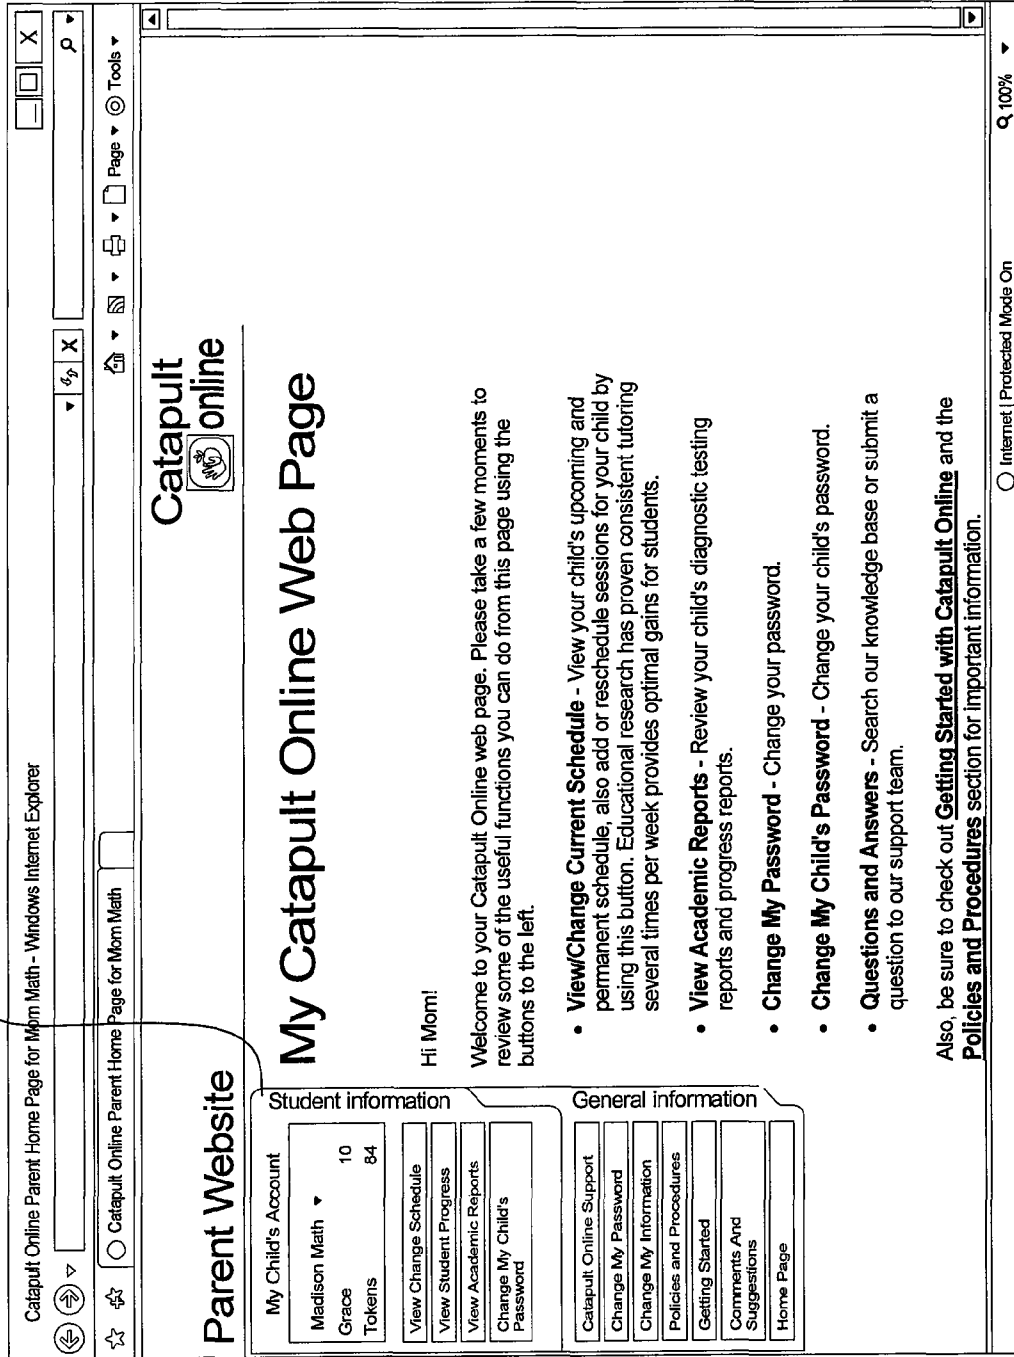 Catapult Online Parent Home Page for Mom Math - Windows Internet Explorer
X
X
Catapult Online Parent Home Page for Mom Math
Page
Tools
Parent Website
Catapult
online
Student information
My Child's Account
Madison Math
Grace 10
Tokens 84
View Change Schedule
View Student Progress
View Academic Reports
Change My Child's
Password
General information
Catapult Online Support
Change My Password
Change My Information
Policies and Procedures
Getting Started
Comments And
Suggestions
Home Page
My Catapult Online Web Page
Hi Mom!
Welcome to your Catapult Online web page. Please take a few moments to
review some of the useful functions you can do from this page using the
buttons to the left.
• View/Change Current Schedule - View your child's upcoming and
permanent schedule, also add or reschedule sessions for your child by
using this button. Educational research has proven consistent tutoring
several times per week provides optimal gains for students.
• View Academic Reports - Review your child's diagnostic testing
reports and progress reports.
• Change My Password - Change your password.
• Change My Child's Password - Change your child's password.
• Questions and Answers - Search our knowledge base or submit a
question to our support team.
Also, be sure to check out Getting Started with Catapult Online and the
Policies and Procedures section for important information.
Internet | Protected Mode On
100%